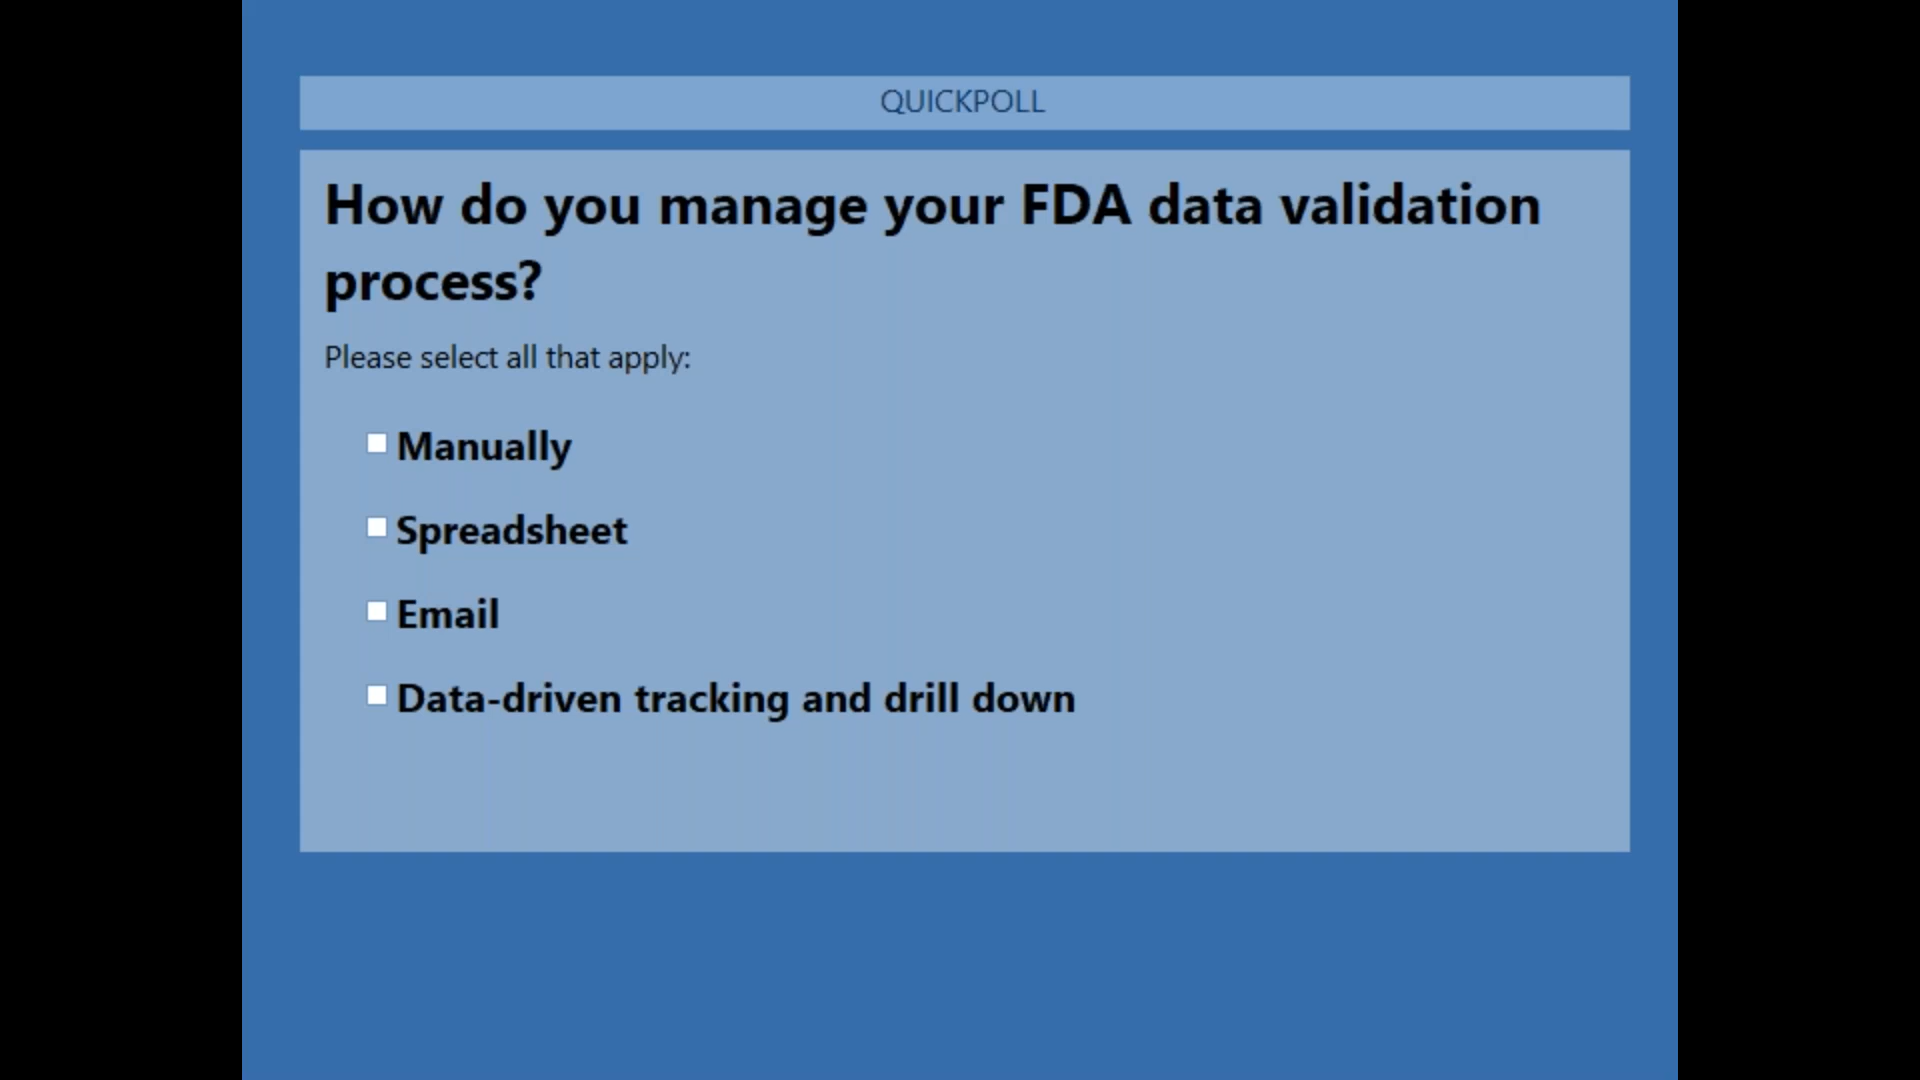 QUICKPOLL
How do you manage your FDA data validation
process?
Please select all that apply:
Manually
Spreadsheet
Email
Data-driven tracking and drill down